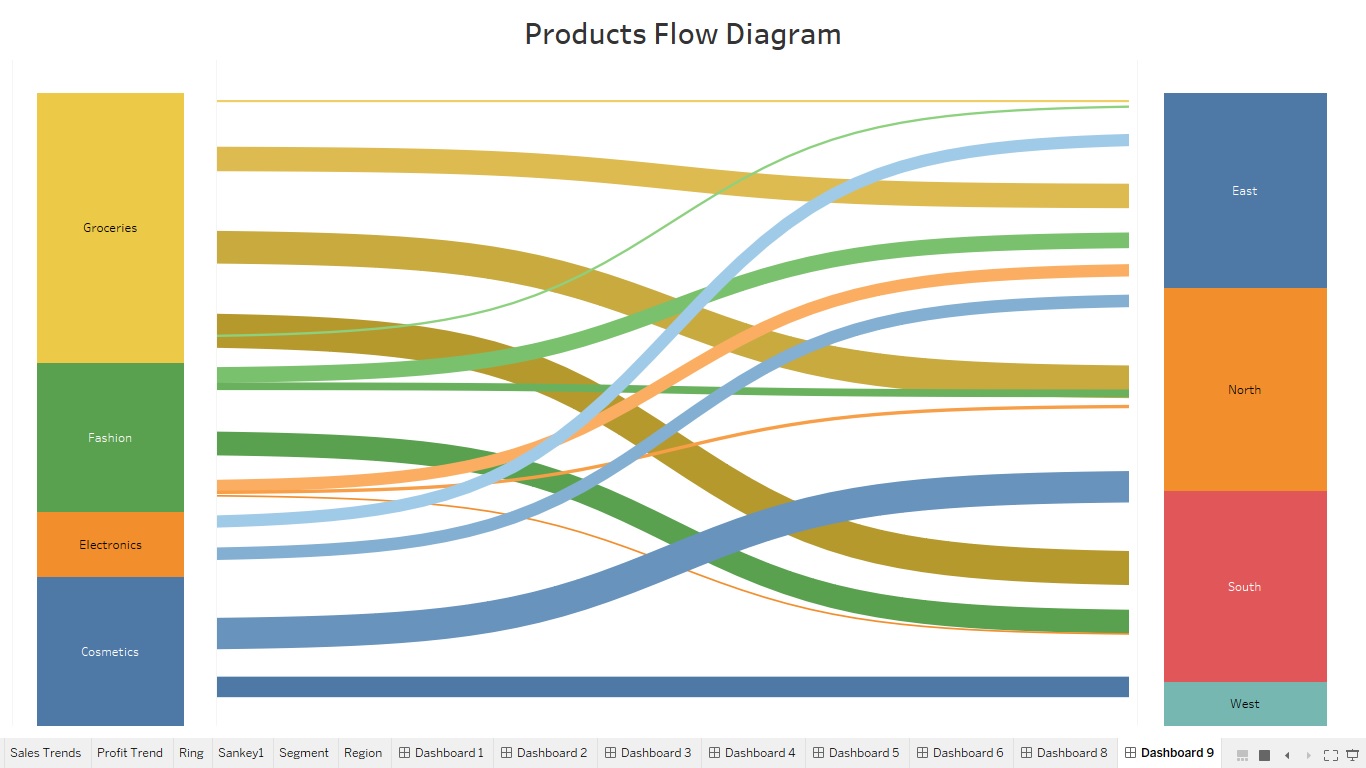 Products Flow Diagram
Groceries
Fashion
Electronics
Cosmetics
East
North
South
West
Sales Trends Profit Trend Ring Sankey1 Segment Region Dashboard 1 Dashboard 2 Dashboard 3 Dashboard 4 Dashboard 5 Dashboard 6 Dashboard 8 Dashboard 9